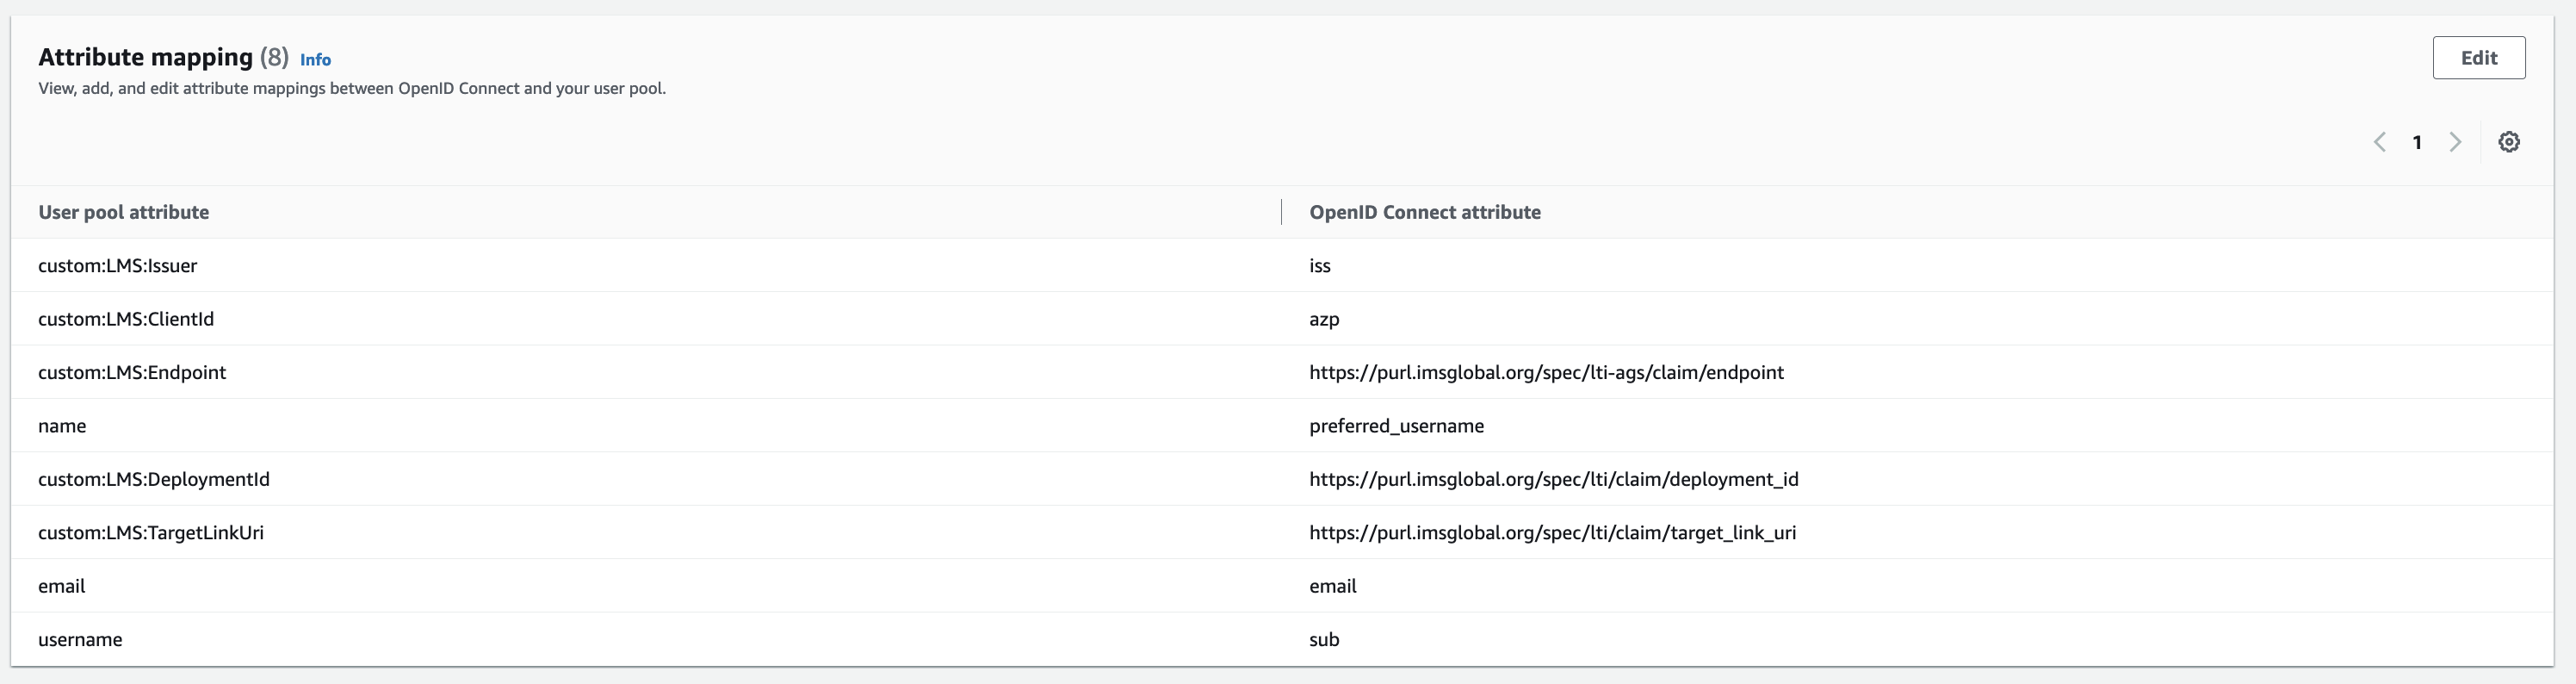 Attribute mapping (8) Info
View, add, and edit attribute mappings between OpenID Connect and your user pool.
Edit
1
User pool attribute OpenID Connect attribute
custom:LMS:Issuer iss
custom:LMS:ClientId azp
custom:LMS:Endpoint https://purl.imsglobal.org/spec/lti-ags/claim/endpoint
name preferred_username
custom:LMS:DeploymentId https://purl.imsglobal.org/spec/lti/claim/deployment_id
custom:LMS:TargetLinkUri https://purl.imsglobal.org/spec/lti/claim/target_link_uri
email email
username sub